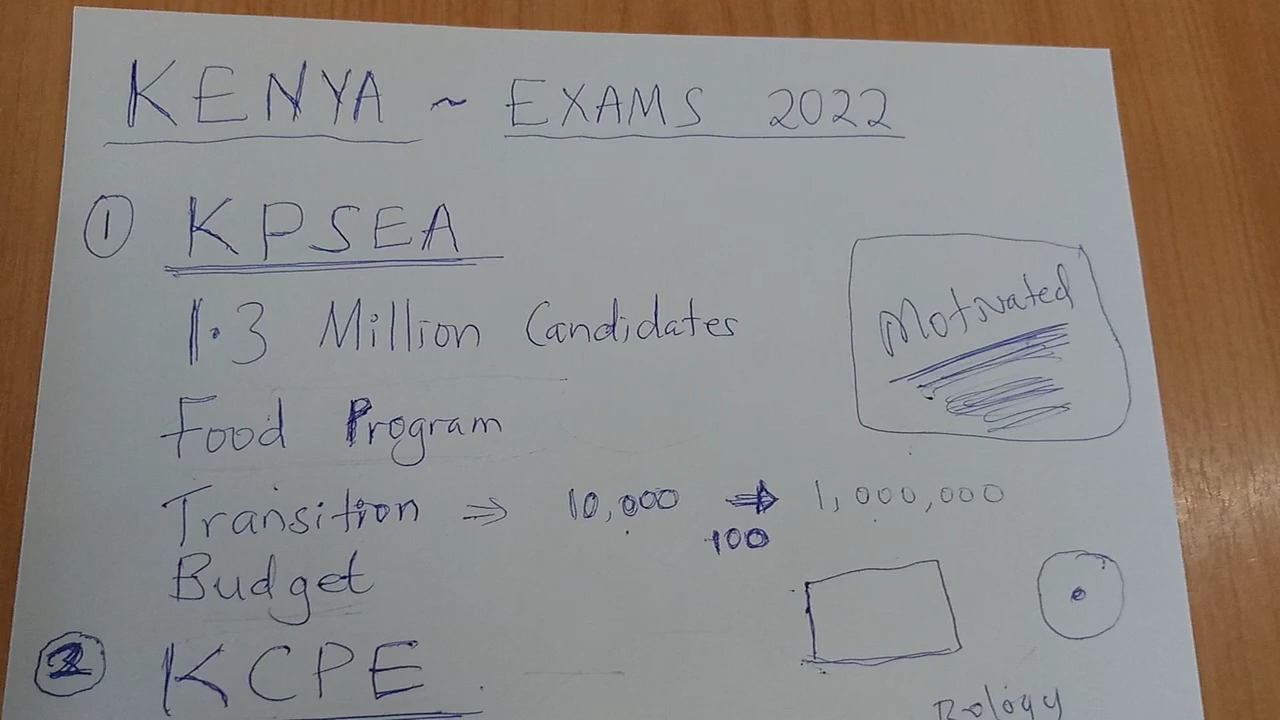 KENYA ~ EXAMS 2022
① KPSEA
1.3 Million Candidates
Motivated
Food Program
Transition ⇒ 10,000 ⇒ 1,000,000
100
Budget
② KCPE